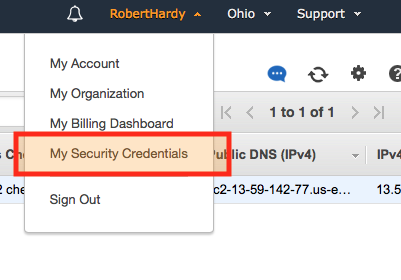 RobertHardy Ohio Support
My Account
My Organization
1 to 1 of 1
My Billing Dashboard
My Security Credentials
Public DNS (IPv4) IPv4
2 che c2-13-59-142-77.us-e... 13.5
Sign Out